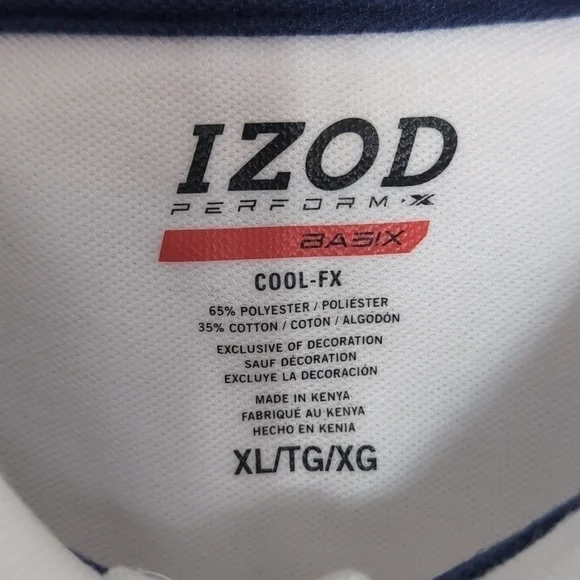 IZOD
PERFORM X
BASIX
COOL-FX
65% POLYESTER / POLIÉSTER
35% COTTON / COTON / ALGODÓN
EXCLUSIVE OF DECORATION
SAUF DÉCORATION
EXCLUYE LA DECORACIÓN
MADE IN KENYA
FABRIQUÉ AU KENYA
HECHO EN KENIA
XL/TG/XG